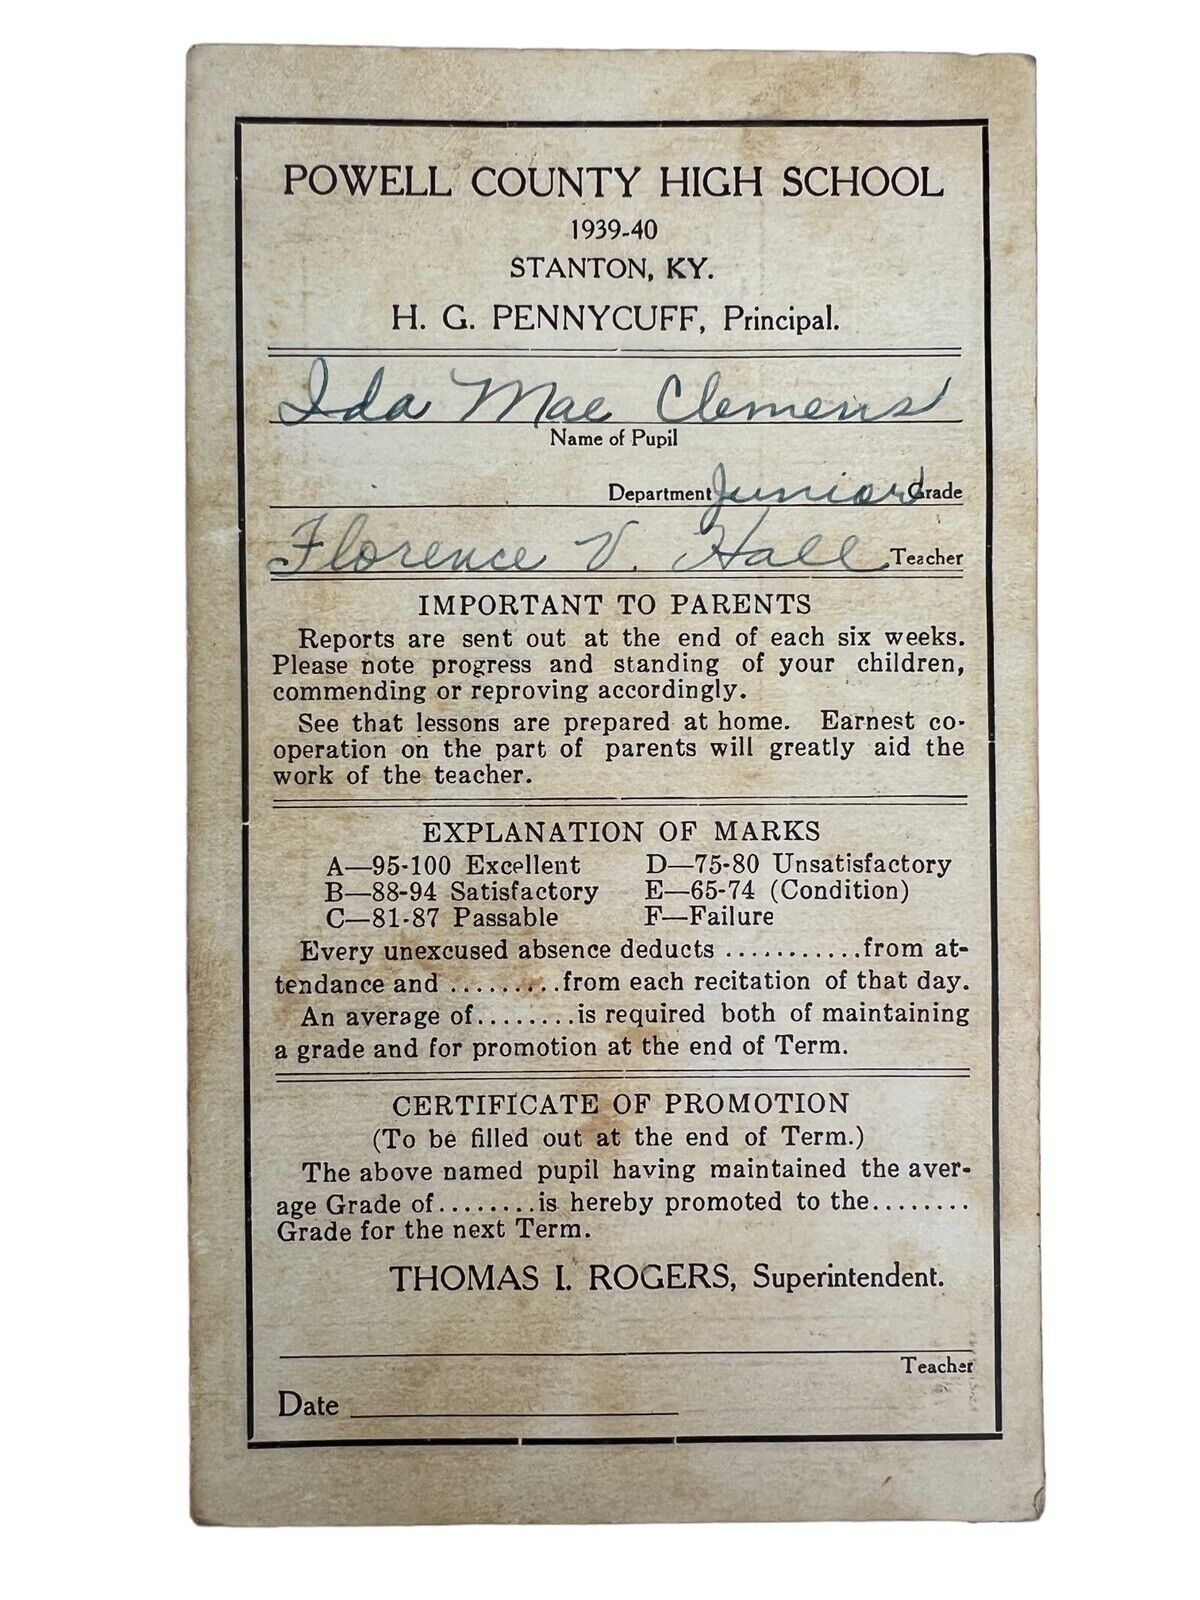 POWELL COUNTY HIGH SCHOOL
1939-40
STANTON, KY.
H. G. PENNYCUFF, Principal.
Ida Mae Clemens
Name of Pupil
Department Junior Grade
Florence V. Hall Teacher
IMPORTANT TO PARENTS
Reports are sent out at the end of each six weeks.
Please note progress and standing of your children,
commending or reproving accordingly.
See that lessons are prepared at home. Earnest co-
operation on the part of parents will greatly aid the
work of the teacher.
EXPLANATION OF MARKS
A—95-100 Excellent D—75-80 Unsatisfactory
B—88-94 Satisfactory E—65-74 (Condition)
C—81-87 Passable F—Failure
Every unexcused absence deducts ...........from at-
tendance and .........from each recitation of that day.
An average of........is required both of maintaining
a grade and for promotion at the end of Term.
CERTIFICATE OF PROMOTION
(To be filled out at the end of Term.)
The above named pupil having maintained the aver-
age Grade of........is hereby promoted to the........
Grade for the next Term.
THOMAS I. ROGERS, Superintendent.
Teacher
Date